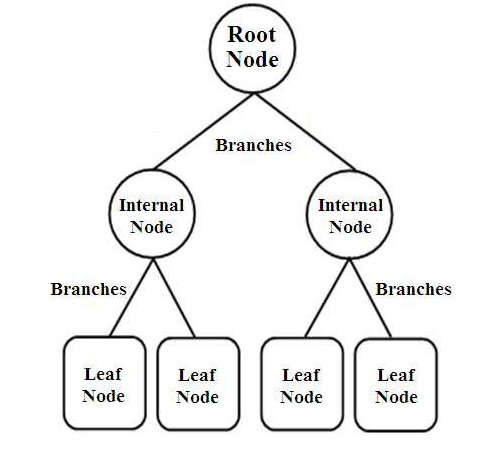 Root
Node
Branches
Internal
Node
Internal
Node
Branches
Branches
Leaf
Node
Leaf
Node
Leaf
Node
Leaf
Node